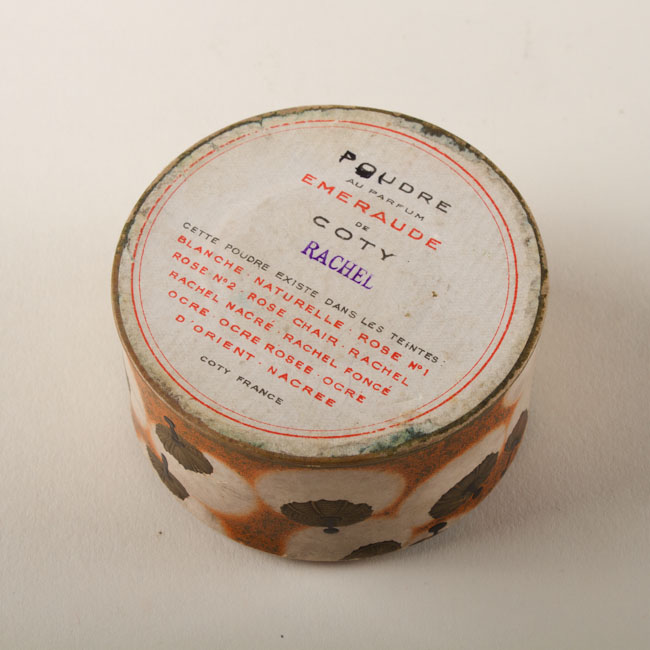 POUDRE
AU PARFUM
EMERAUDE
DE
COTY
RACHEL
CETTE POUDRE EXISTE DANS LES TEINTES·
BLANCHE · NATURELLE · ROSE Nº1
ROSE Nº2 · ROSE CHAIR · RACHEL
RACHEL NACRÉ · RACHEL FONCÉ
OCRE · OCRE ROSÉE · OCRE
D'ORIENT · NACRÉE
COTY FRANCE